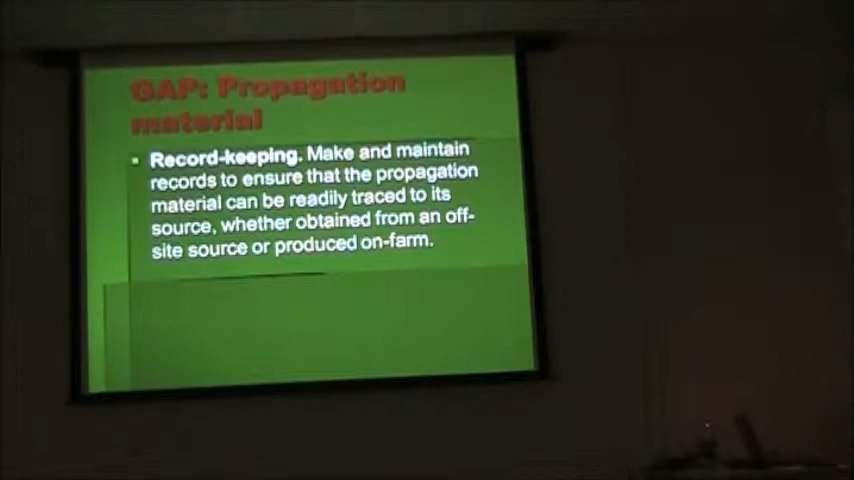 GAP: Propagation
material
Record-keeping. Make and maintain
records to ensure that the propagation
material can be readily traced to its
source, whether obtained from an off-
site source or produced on-farm.